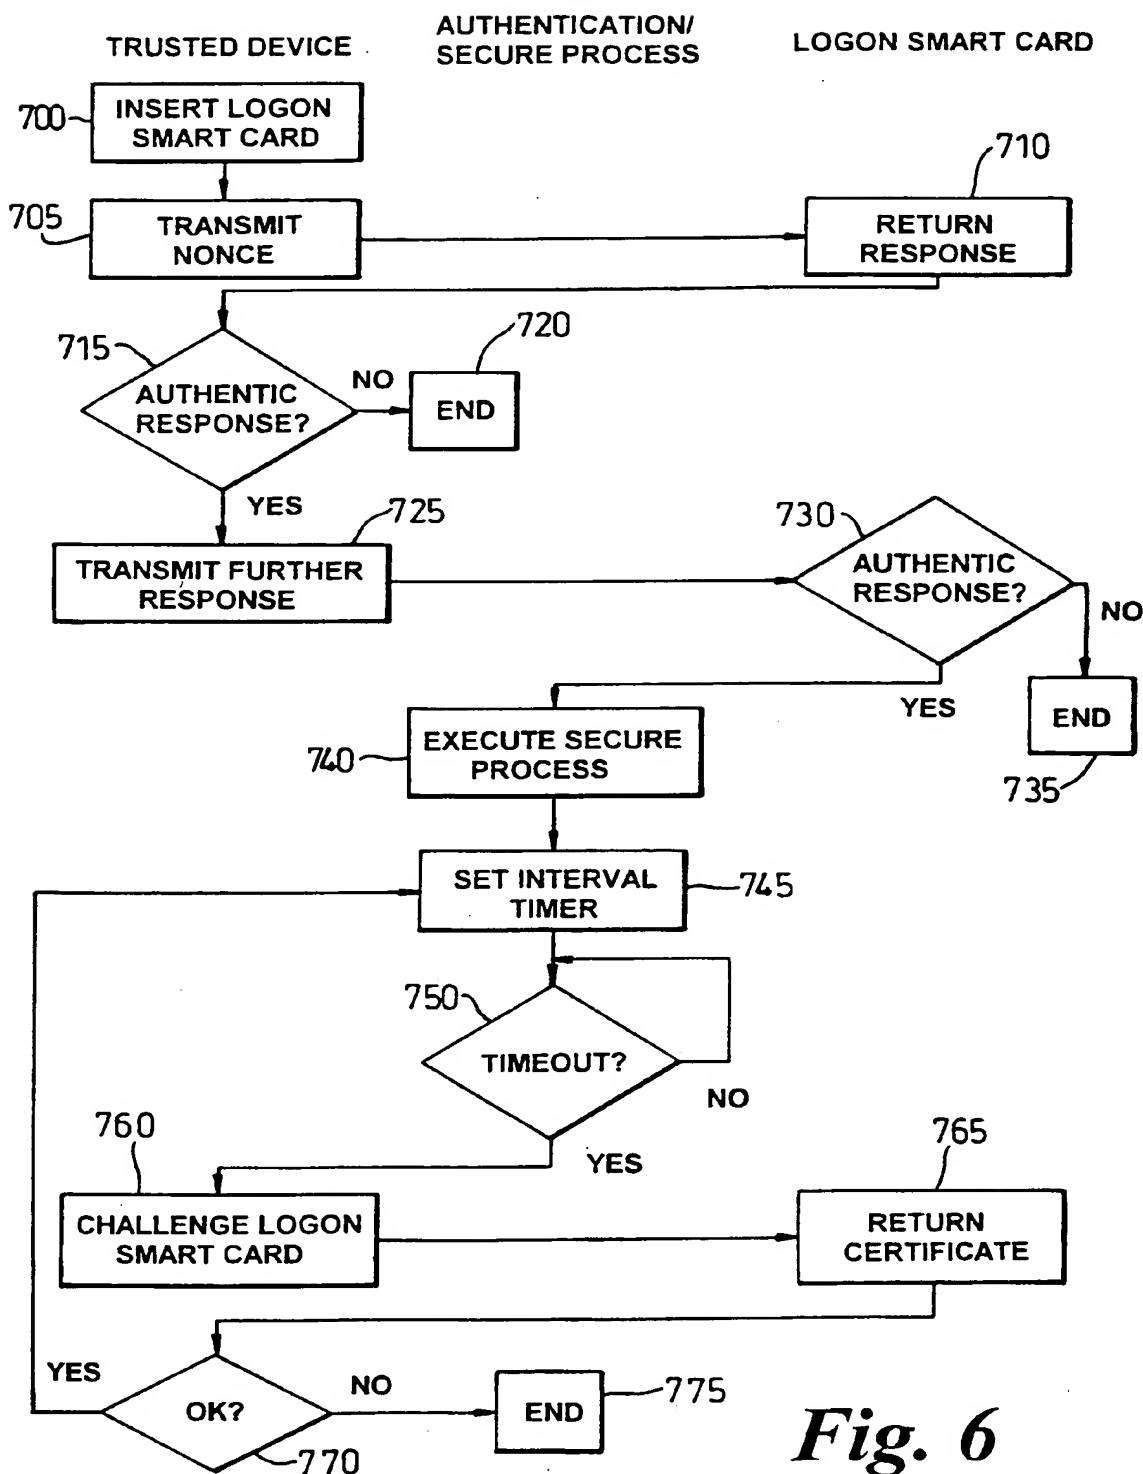 TRUSTED DEVICE
AUTHENTICATION/
SECURE PROCESS
LOGON SMART CARD
700
INSERT LOGON
SMART CARD
710
705
TRANSMIT
NONCE
RETURN
RESPONSE
720
715
AUTHENTIC
RESPONSE?
NO
END
YES
725
730
TRANSMIT FURTHER
RESPONSE
AUTHENTIC
RESPONSE?
NO
YES
END
735
740
EXECUTE SECURE
PROCESS
SET INTERVAL
TIMER
745
750
TIMEOUT?
NO
YES
760
765
CHALLENGE LOGON
SMART CARD
RETURN
CERTIFICATE
YES
OK?
NO
END
775
770
Fig. 6